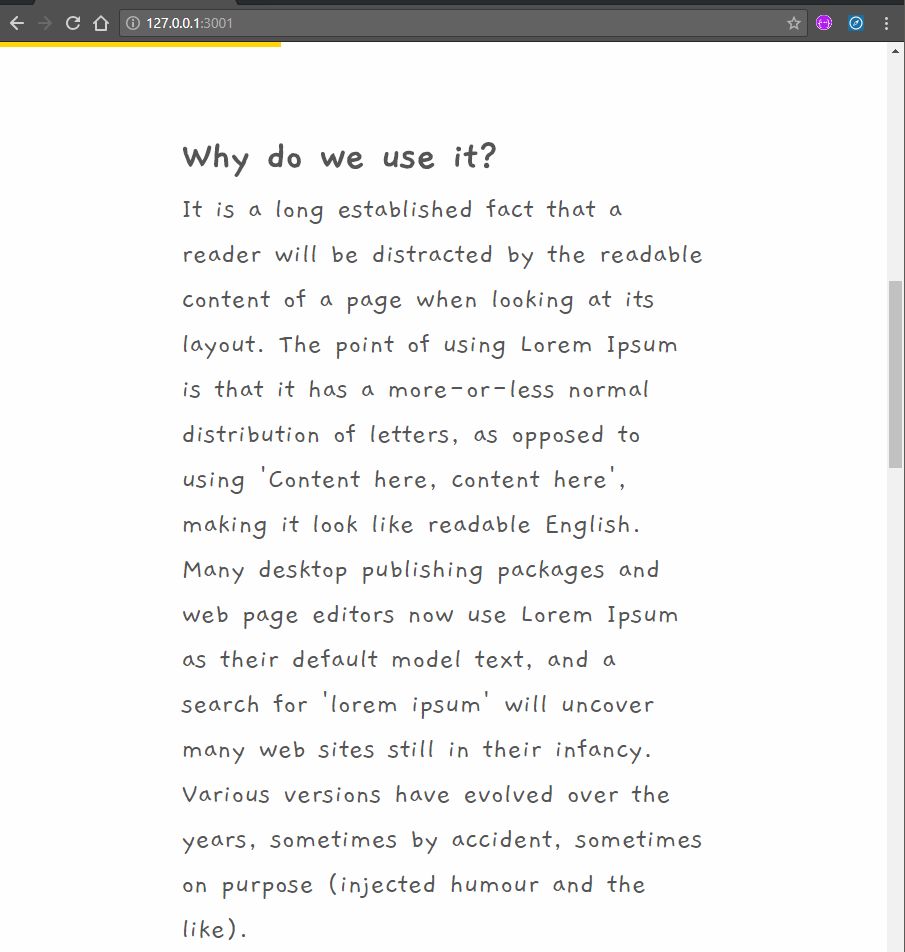 127.0.0.1:3001
Why do we use it?
It is a long established fact that a
reader will be distracted by the readable
content of a page when looking at its
layout. The point of using Lorem Ipsum
is that it has a more-or-less normal
distribution of letters, as opposed to
using 'Content here, content here',
making it look like readable English.
Many desktop publishing packages and
web page editors now use Lorem Ipsum
as their default model text, and a
search for 'lorem ipsum' will uncover
many web sites still in their infancy.
Various versions have evolved over the
years, sometimes by accident, sometimes
on purpose (injected humour and the
like).